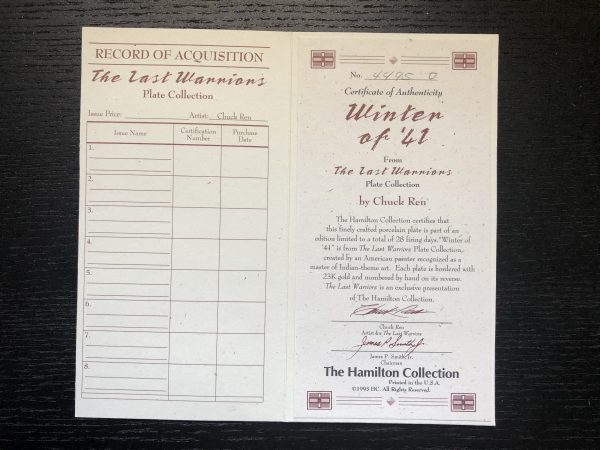 RECORD OF ACQUISITION
The Last Warriors
Plate Collection
Issue Price: Artist: Chuck Ren
Issue Name Certification Number Purchase Date
1.
2.
3.
4.
5.
6.
7.
8.
No. 4495 O
Certificate of Authenticity
Winter
of '41
From
The Last Warriors
Plate Collection
by Chuck Ren
The Hamilton Collection certifies that
this finely crafted porcelain plate is part of an
edition limited to a total of 28 firing days. "Winter of
'41" is from The Last Warriors Plate Collection,
created by an American painter recognized as a
master of Indian-theme art. Each plate is bordered with
23K gold and numbered by hand on its reverse.
The Last Warriors is an exclusive presentation
of The Hamilton Collection.
Chuck Ren
Chuck Ren
Artist for The Last Warriors
James P. Smith, Jr.
James P. Smith, Jr.
Chairman
The Hamilton Collection
Printed in the U.S.A.
©1993 HC. All Rights Reserved.